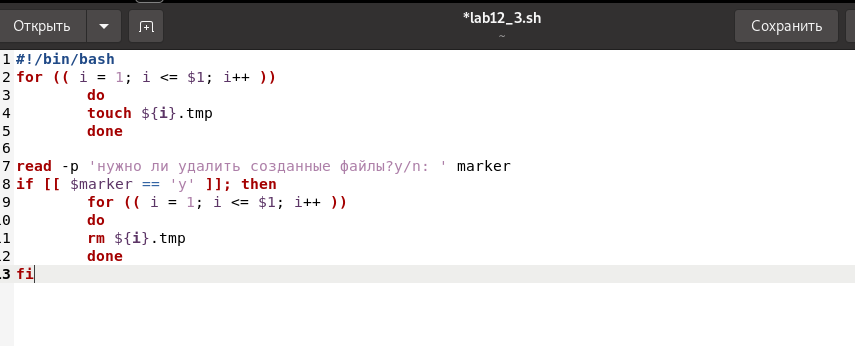 Открыть
*lab12_3.sh
~
Сохранить
1 #!/bin/bash
2 for (( i = 1; i <= $1; i++ ))
3 do
4 touch ${i}.tmp
5 done
6
7 read -p 'нужно ли удалить созданные файлы?y/n: ' marker
8 if [[ $marker == 'y' ]]; then
9 for (( i = 1; i <= $1; i++ ))
.0 do
.1 rm ${i}.tmp
.2 done
.3 fi